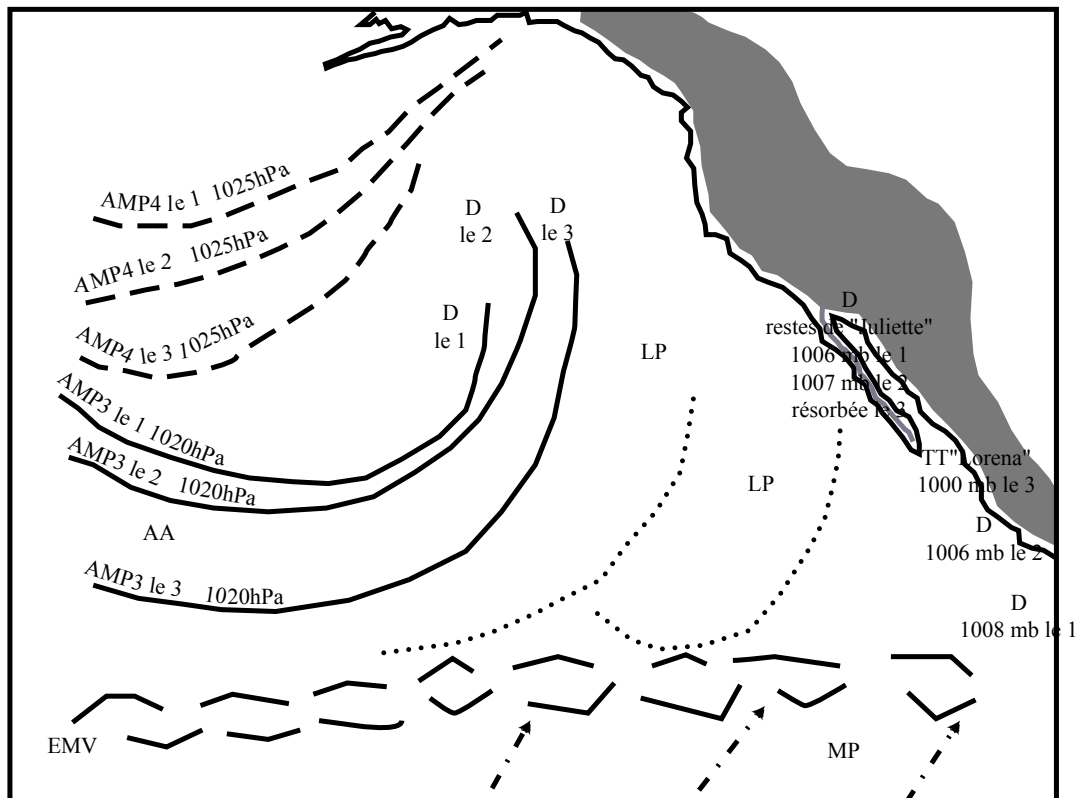 AMP4 le 1 1025hPa
AMP4 le 2 1025hPa
AMP4 le 3 1025hPa
D
le 2
D
le 3
D
le 1
D
restes de "Juliette"
1006 mb le 1
1007 mb le 2
résorbée le 3
LP
AMP3 le 1 1020hPa
AMP3 le 2 1020hPa
AA
AMP3 le 3 1020hPa
LP
TT"Lorena"
1000 mb le 3
D
1006 mb le 2
D
1008 mb le 1
EMV
MP